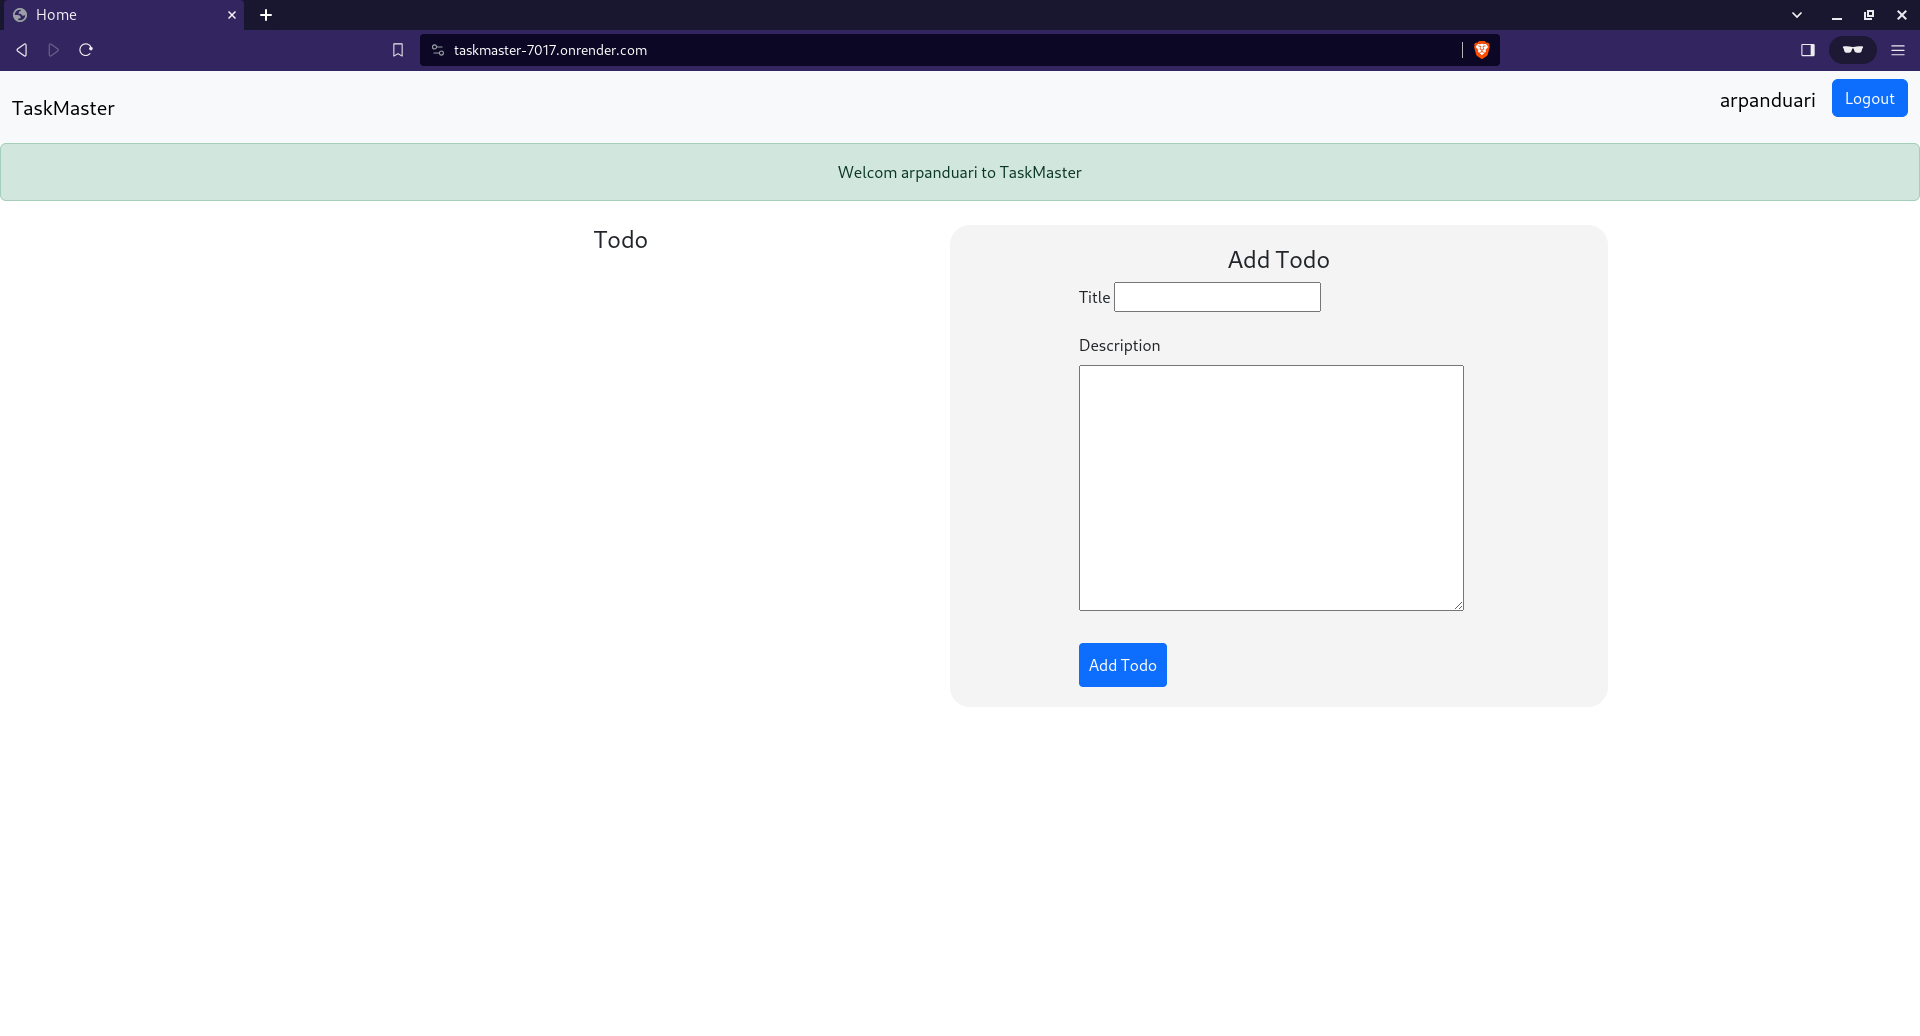 Home
taskmaster-7017.onrender.com
TaskMaster
arpanduari
Logout
Welcom arpanduari to TaskMaster
Todo
Add Todo
Title
Description
Add Todo